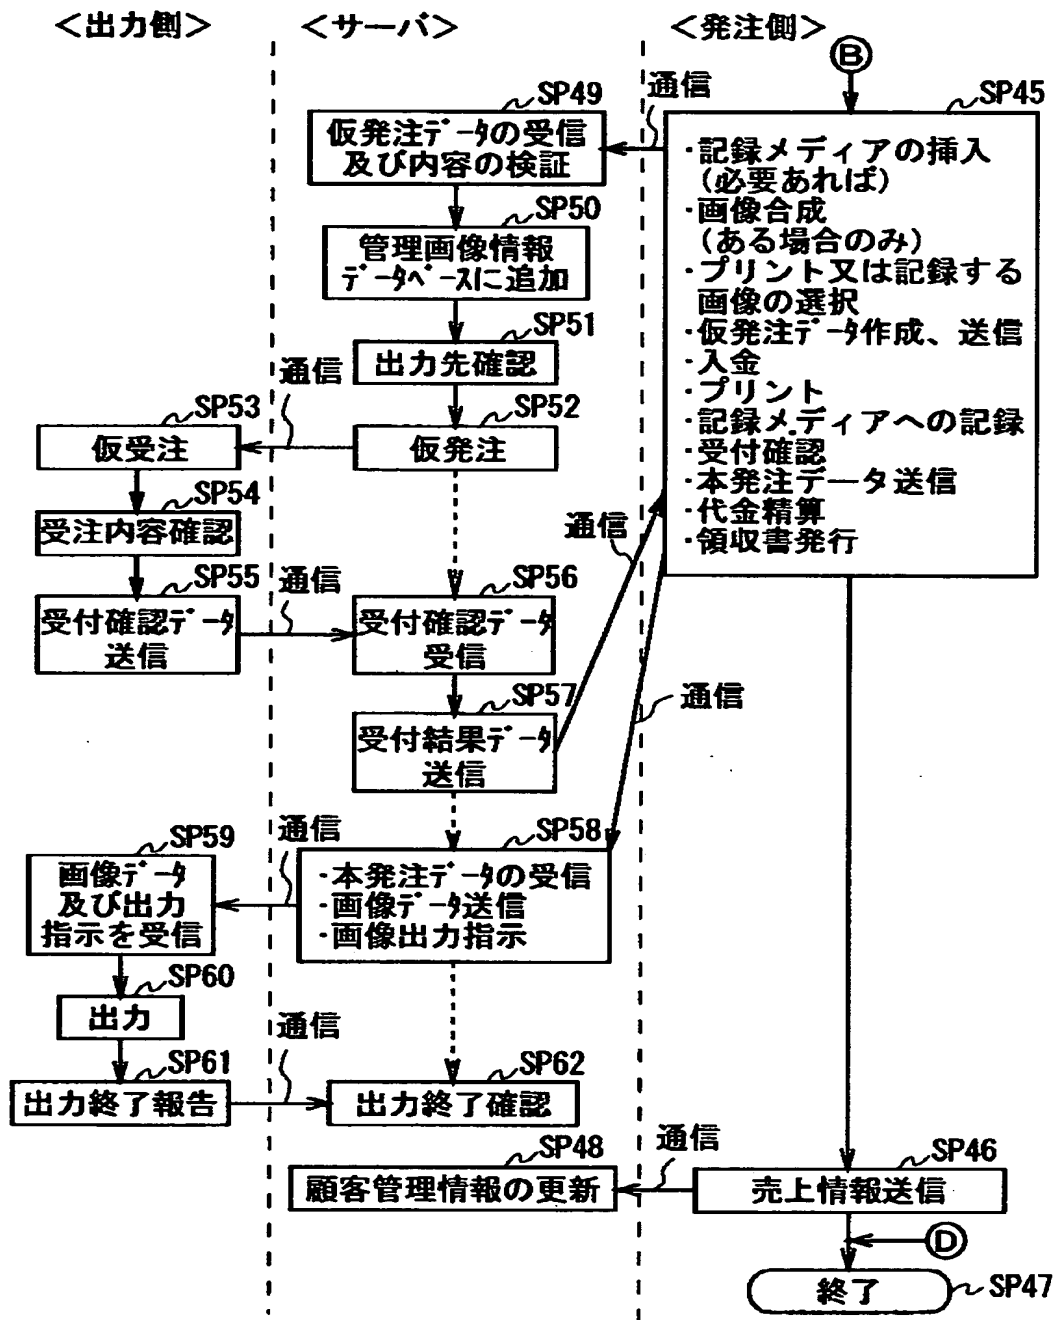 ＜出力側＞
＜サーバ＞
＜発注側＞
B
通信
SP49
仮発注データの受信
及び内容の検証
SP45
・記録メディアの挿入
（必要あれば）
・画像合成
（ある場合のみ）
・プリント又は記録する
画像の選択
・仮発注データ作成、送信
・入金
・プリント
・記録メディアへの記録
・受付確認
・本発注データ送信
・代金精算
・領収書発行
SP50
管理画像情報
データベースに追加
SP51
出力先確認
通信
SP53
仮受注
SP52
仮発注
SP54
受注内容確認
通信
SP55
受付確認データ
送信
通信
SP56
受付確認データ
受信
SP57
受付結果データ
送信
通信
SP59
画像データ
及び出力
指示を受信
通信
SP58
・本発注データの受信
・画像データ送信
・画像出力指示
SP60
出力
通信
SP61
出力終了報告
SP62
出力終了確認
SP48
顧客管理情報の更新
通信
SP46
売上情報送信
D
終了
SP47